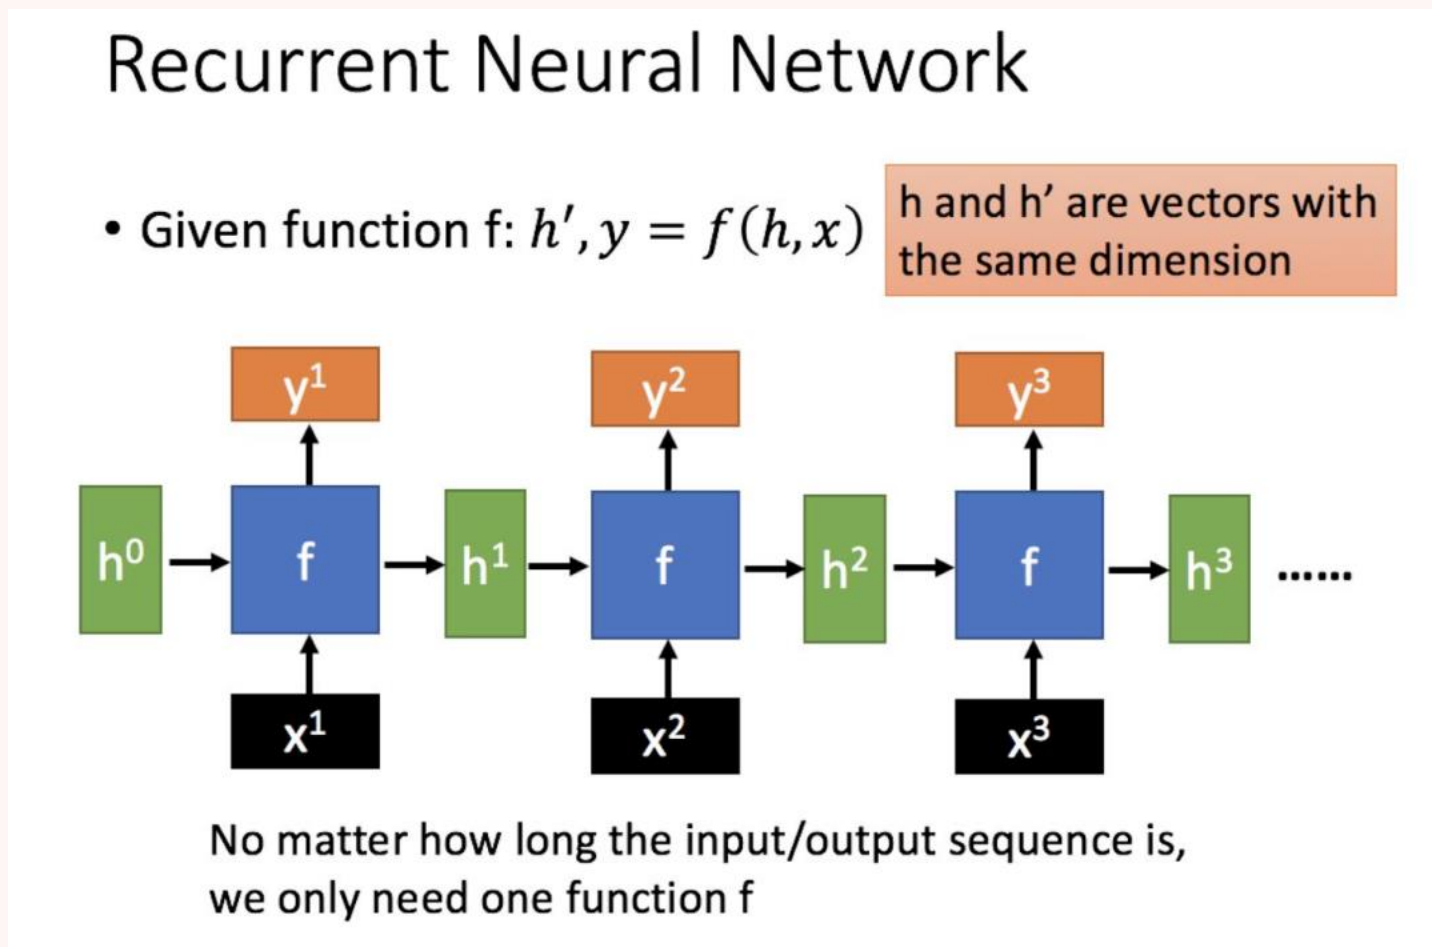 Recurrent Neural Network
• Given function f: h′, y = f(h, x)
h and h’ are vectors with
the same dimension
y¹ y² y³
h⁰ f h¹ f h² f h³ ......
x¹ x² x³
No matter how long the input/output sequence is,
we only need one function f